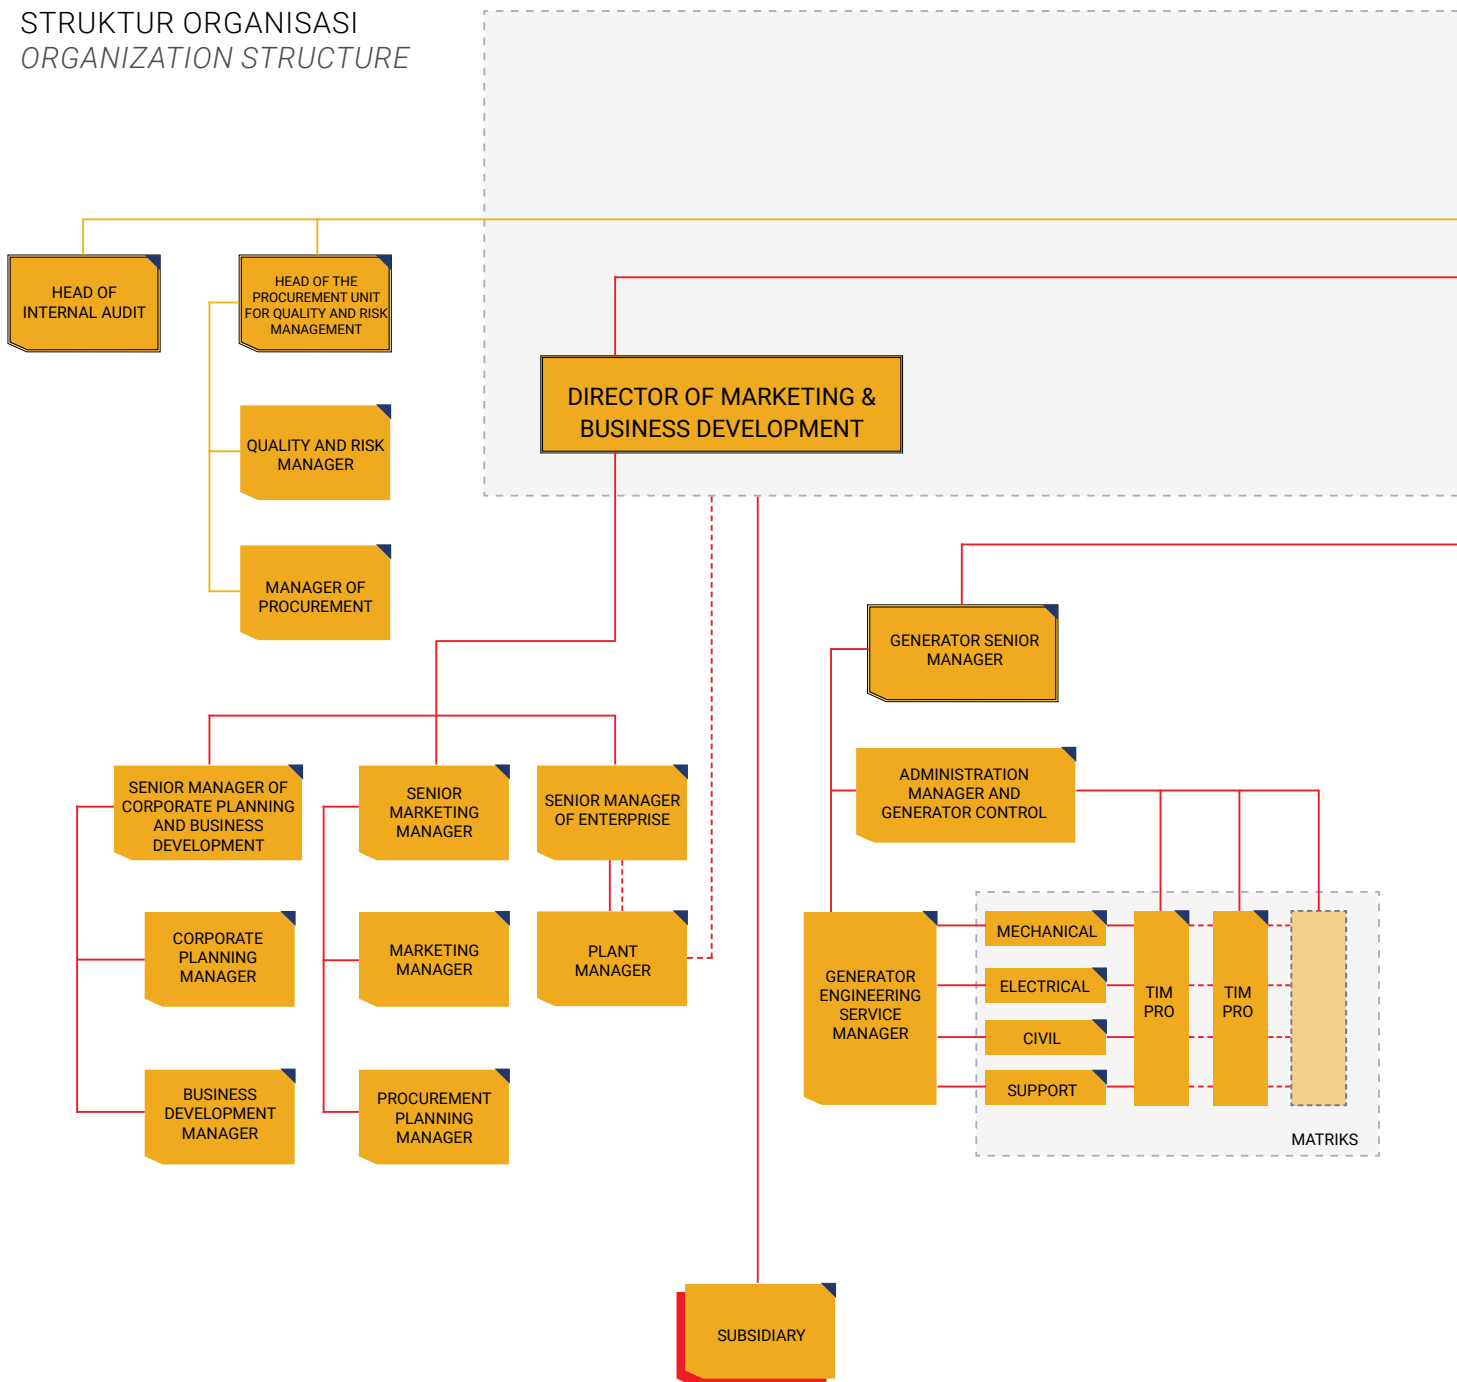 STRUKTUR ORGANISASI
ORGANIZATION STRUCTURE
HEAD OF
INTERNAL AUDIT
HEAD OF THE
PROCUREMENT UNIT
FOR QUALITY AND RISK
MANAGEMENT
QUALITY AND RISK
MANAGER
MANAGER OF
PROCUREMENT
DIRECTOR OF MARKETING &
BUSINESS DEVELOPMENT
SENIOR MANAGER OF
CORPORATE PLANNING
AND BUSINESS
DEVELOPMENT
CORPORATE
PLANNING
MANAGER
BUSINESS
DEVELOPMENT
MANAGER
SENIOR
MARKETING
MANAGER
MARKETING
MANAGER
PROCUREMENT
PLANNING
MANAGER
SENIOR MANAGER
OF ENTERPRISE
PLANT
MANAGER
GENERATOR SENIOR
MANAGER
ADMINISTRATION
MANAGER AND
GENERATOR CONTROL
GENERATOR
ENGINEERING
SERVICE
MANAGER
MECHANICAL
ELECTRICAL
CIVIL
SUPPORT
TIM
PRO
TIM
PRO
MATRIKS
SUBSIDIARY